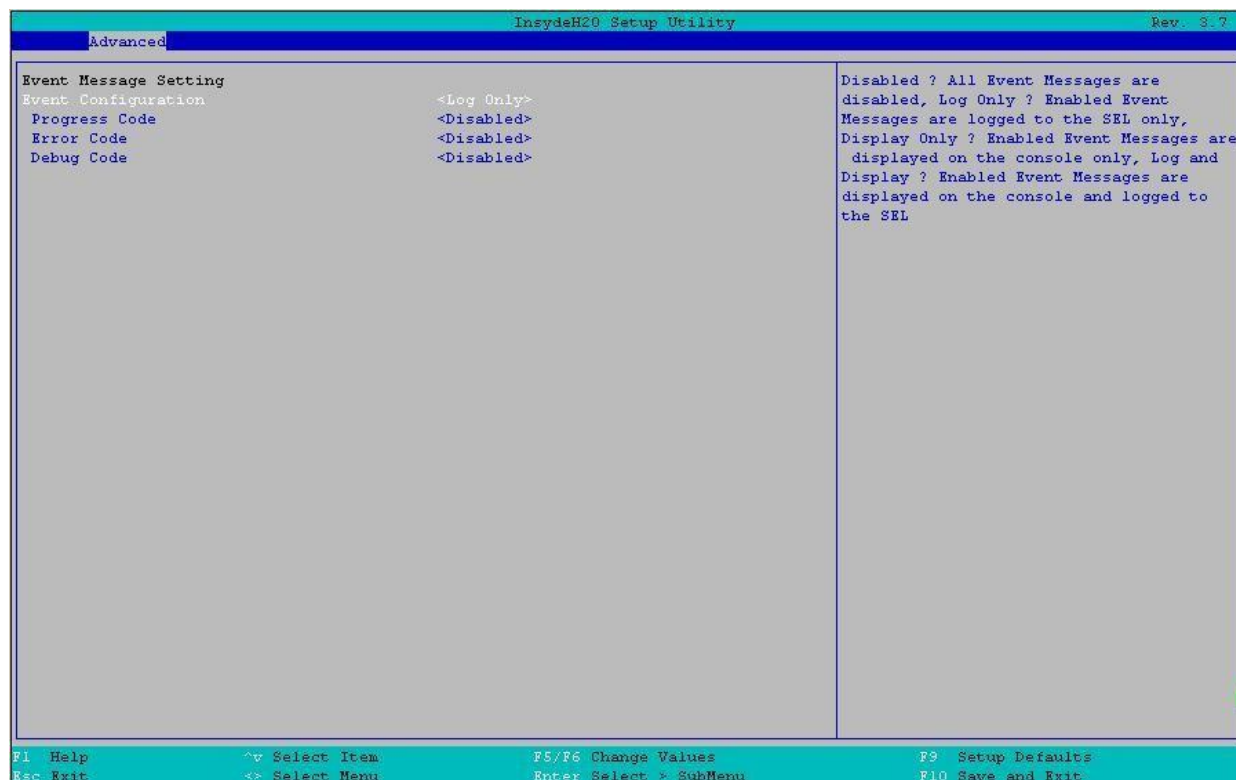 InsydeH20 Setup Utility Rev. 3.7
Advanced
Event Message Setting
Event Configuration <Log Only>
Progress Code <Disabled>
Error Code <Disabled>
Debug Code <Disabled>
Disabled ? All Event Messages are
disabled, Log Only ? Enabled Event
Messages are logged to the SEL only,
Display Only ? Enabled Event Messages are
displayed on the console only, Log and
Display ? Enabled Event Messages are
displayed on the console and logged to
the SEL
F1 Help ^v Select Item F5/F6 Change Values F9 Setup Defaults
Esc Exit <> Select Menu Enter Select > SubMenu F10 Save and Exit